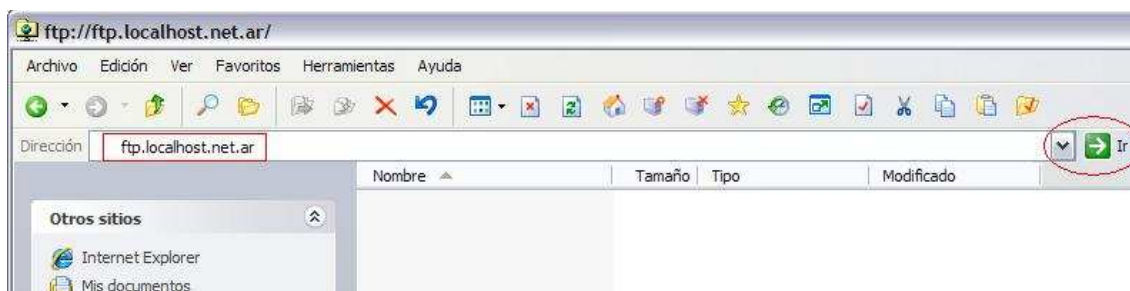 ftp://ftp.localhost.net.ar/
Archivo Edición Ver Favoritos Herramientas Ayuda
Dirección ftp.localhost.net.ar Ir
Nombre Tamaño Tipo Modificado
Otros sitios
Internet Explorer
Mis documentos